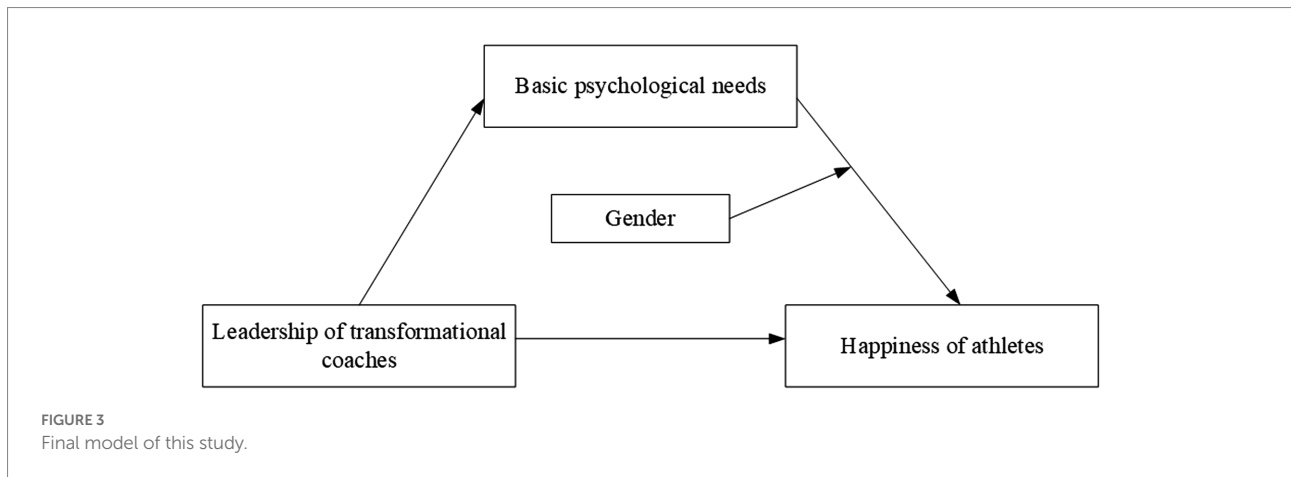 Basic psychological needs
Gender
Leadership of transformational
coaches
Happiness of athletes
FIGURE 3
Final model of this study.